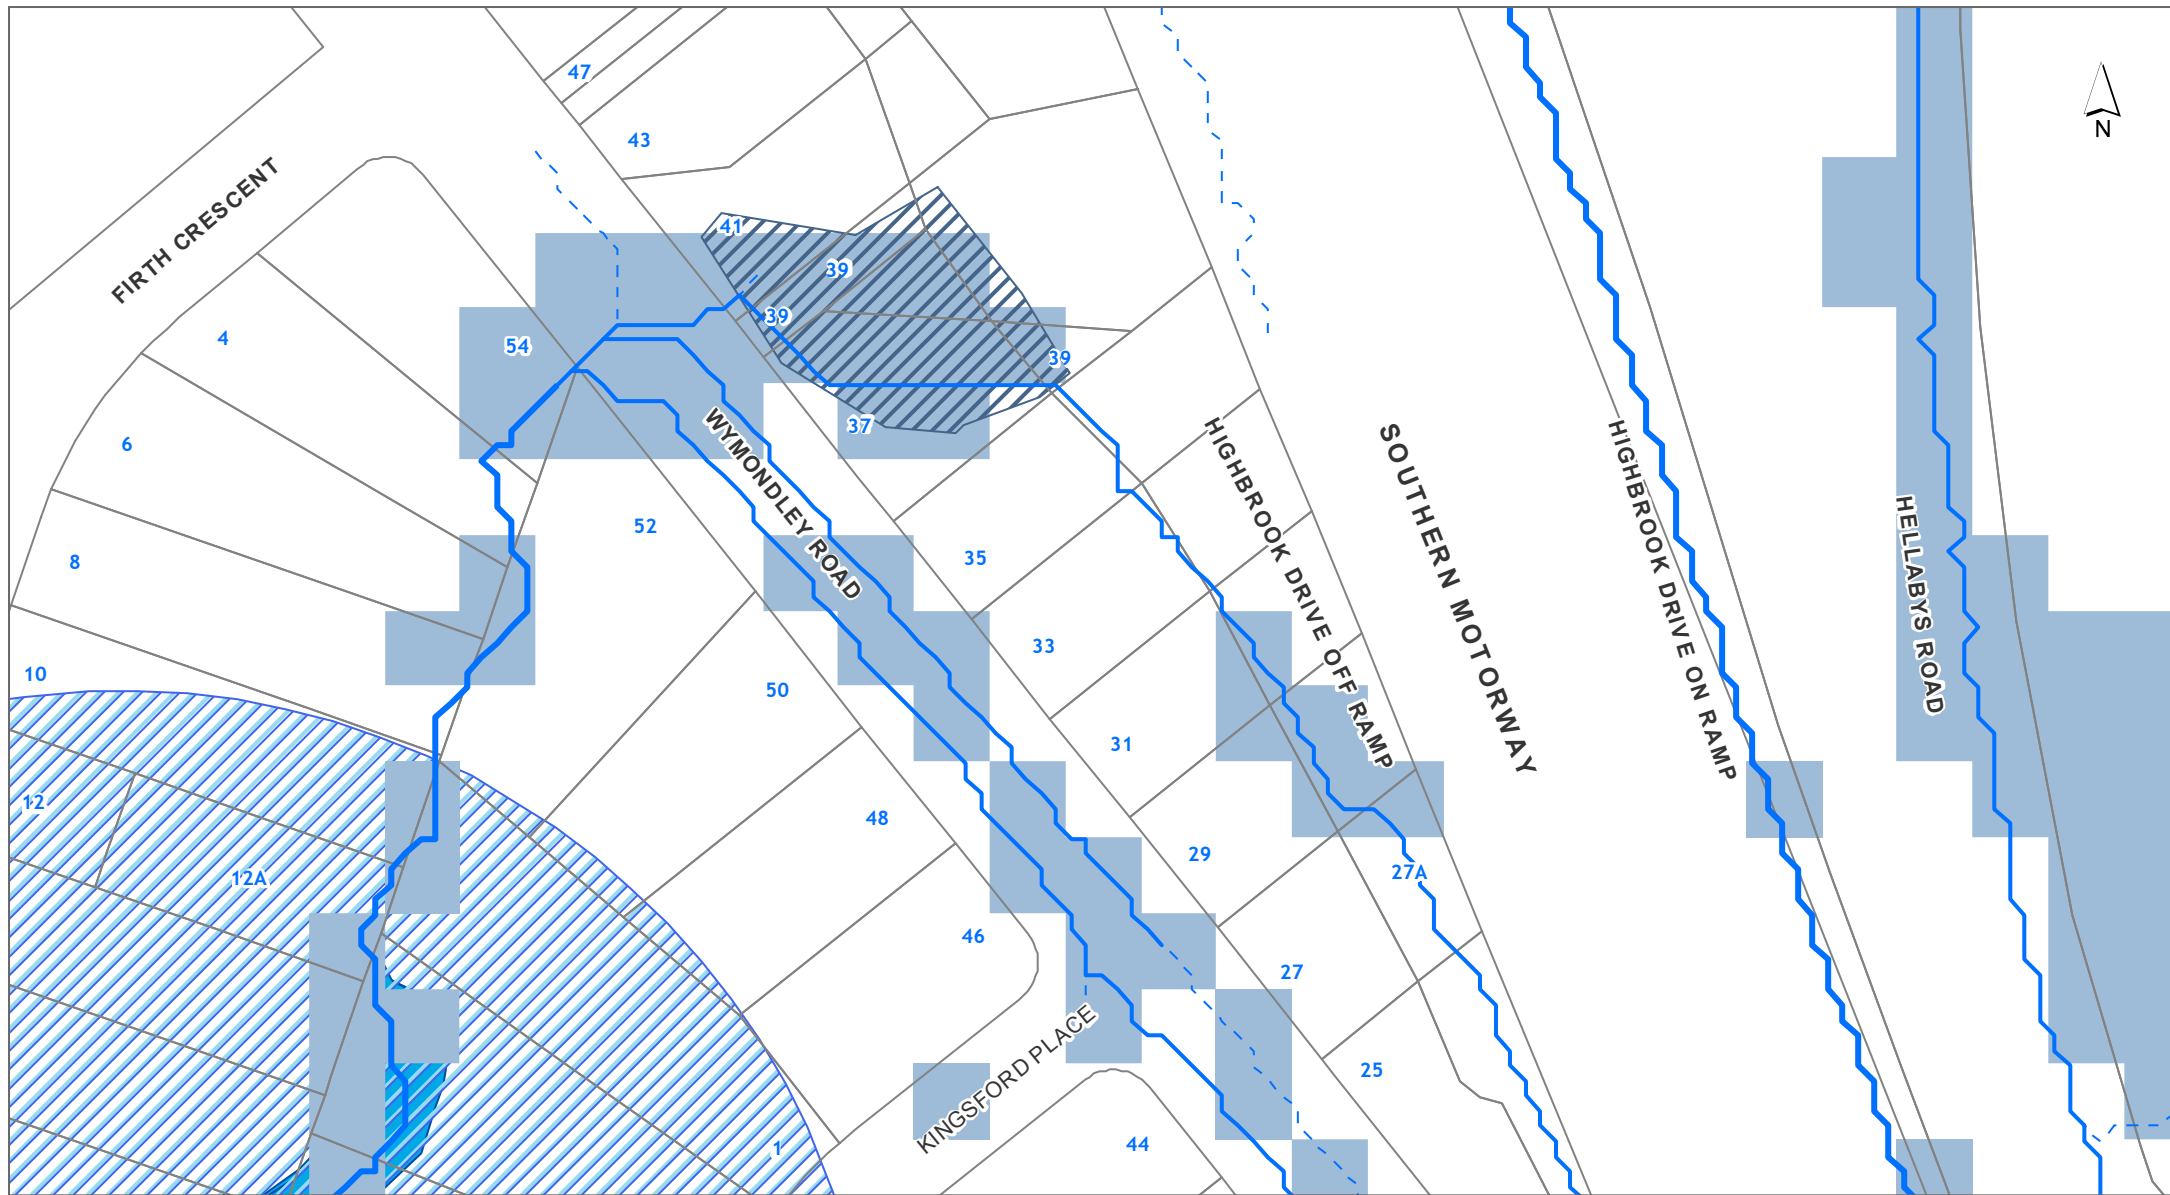 47
43
N
FIRTH CRESCENT
41
39
39
4
54
39
37
6
WYMONDLEY ROAD
HIGHBROOK DRIVE OFF RAMP
SOUTHERN MOTORWAY
HIGHBROOK DRIVE ON RAMP
HELLABYS ROAD
52
8
35
33
10
50
31
12
48
29
12A
27A
46
27
25
KINGSFORD PLACE
1
44